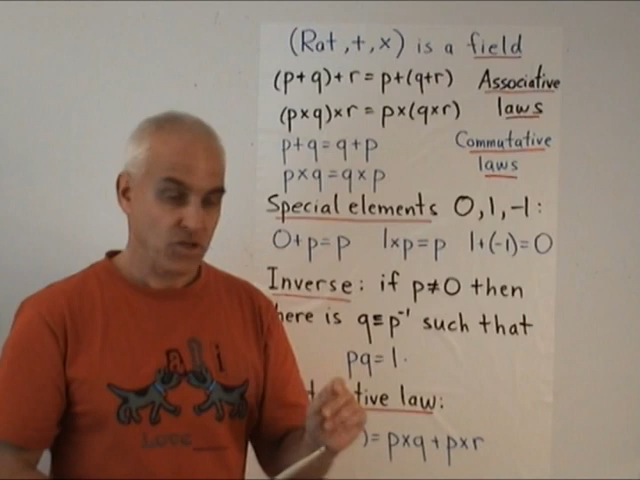 (Rat, +, x) is a field
(p+q)+r = p+(q+r) Associative
(p×q)×r = p×(q×r) laws
p+q = q+p Commutative
p×q = q×p laws
Special elements 0, 1, -1:
0+p=p 1×p=p 1+(-1)=0
Inverse: if p≠0 then
here is q≡p⁻¹ such that
pq=1.
tive law:
)= p×q+p×r
Love